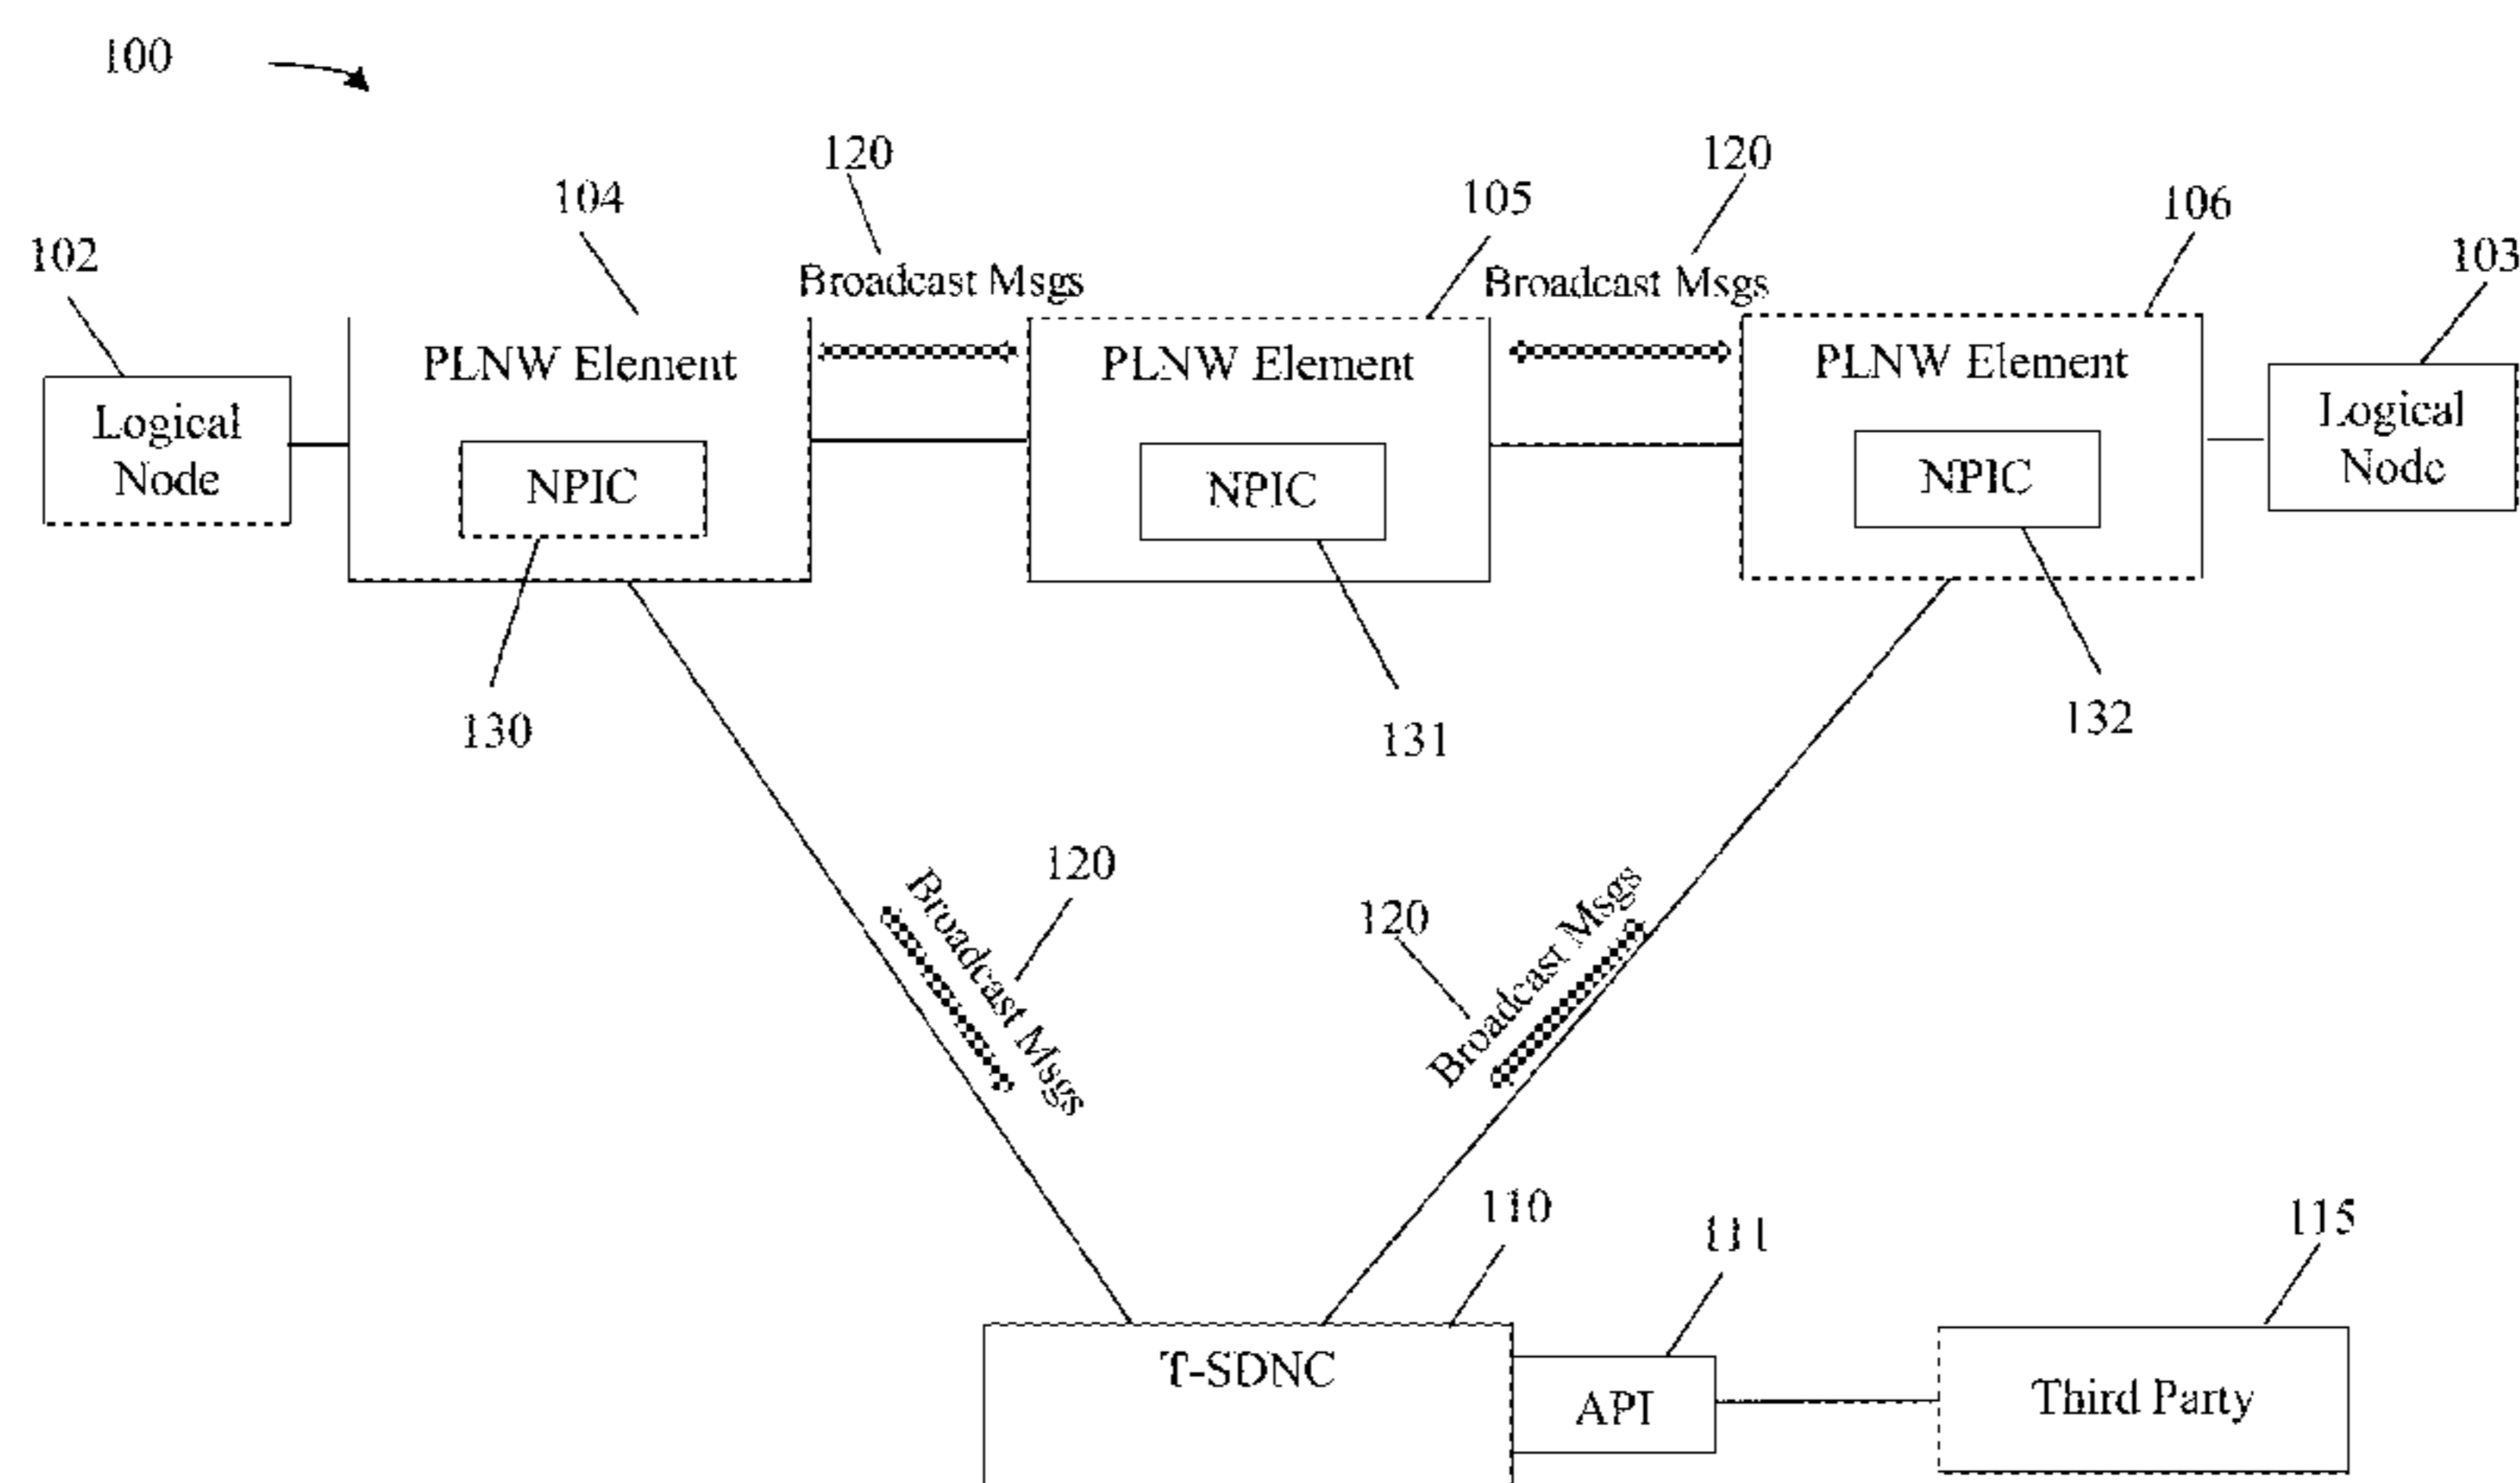 100
120
120
104
105
106
102
103
Broadcast Msgs
Broadcast Msgs
PLNW Element
PLNW Element
PLNW Element
Logical
Node
NPIC
NPIC
NPIC
Logical
Node
130
131
132
120
Broadcast Msgs
120
Broadcast Msgs
110
111
115
T-SDNC
API
Third Party